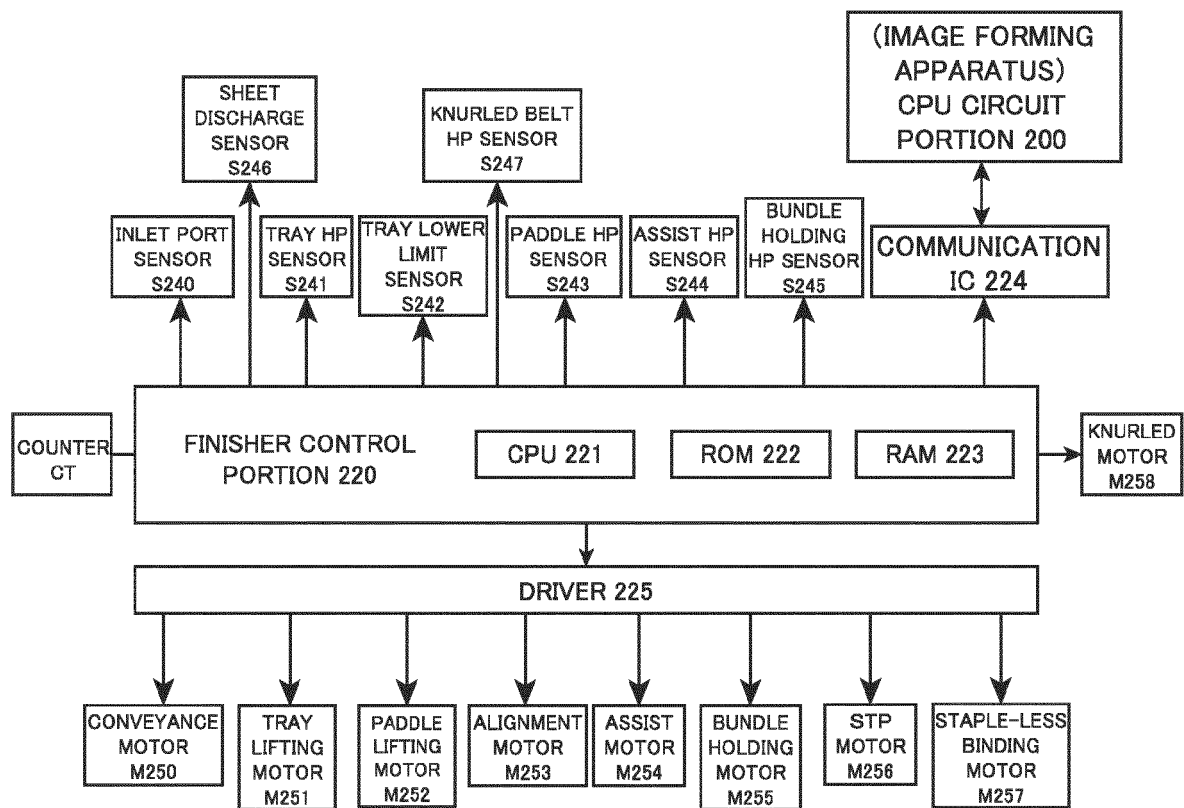 (IMAGE FORMING
APPARATUS)
CPU CIRCUIT
PORTION 200
SHEET
DISCHARGE
SENSOR
S246
KNURLED BELT
HP SENSOR
S247
INLET PORT
SENSOR
S240
TRAY HP
SENSOR
S241
TRAY LOWER
LIMIT
SENSOR
S242
PADDLE HP
SENSOR
S243
ASSIST HP
SENSOR
S244
BUNDLE
HOLDING
HP SENSOR
S245
COMMUNICATION
IC 224
COUNTER
CT
FINISHER CONTROL
PORTION 220
CPU 221
ROM 222
RAM 223
KNURLED
MOTOR
M258
DRIVER 225
CONVEYANCE
MOTOR
M250
TRAY
LIFTING
MOTOR
M251
PADDLE
LIFTING
MOTOR
M252
ALIGNMENT
MOTOR
M253
ASSIST
MOTOR
M254
BUNDLE
HOLDING
MOTOR
M255
STP
MOTOR
M256
STAPLE-LESS
BINDING
MOTOR
M257